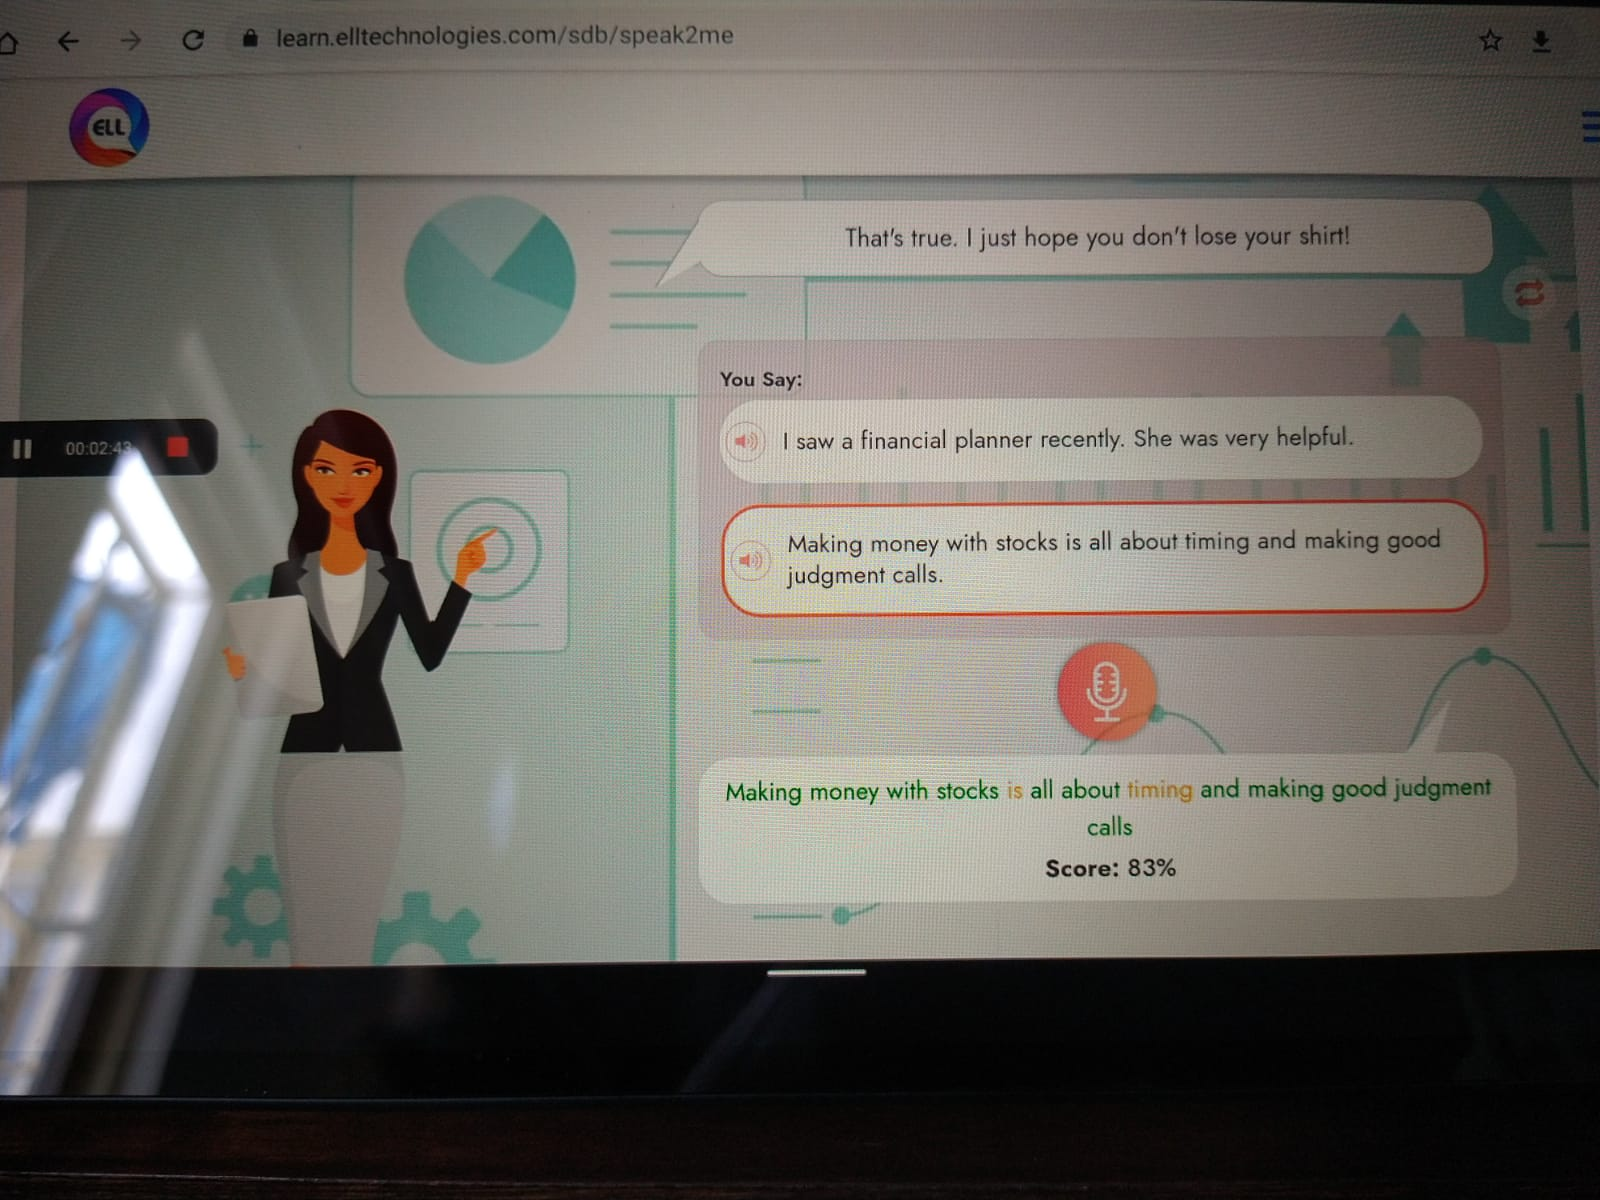 learn.elltechnologies.com/sdb/speak2me
ELL
That's true. I just hope you don't lose your shirt!
You Say:
I saw a financial planner recently. She was very helpful.
00:02:43
Making money with stocks is all about timing and making good
judgment calls.
Making money with stocks is all about timing and making good judgment
calls
Score: 83%